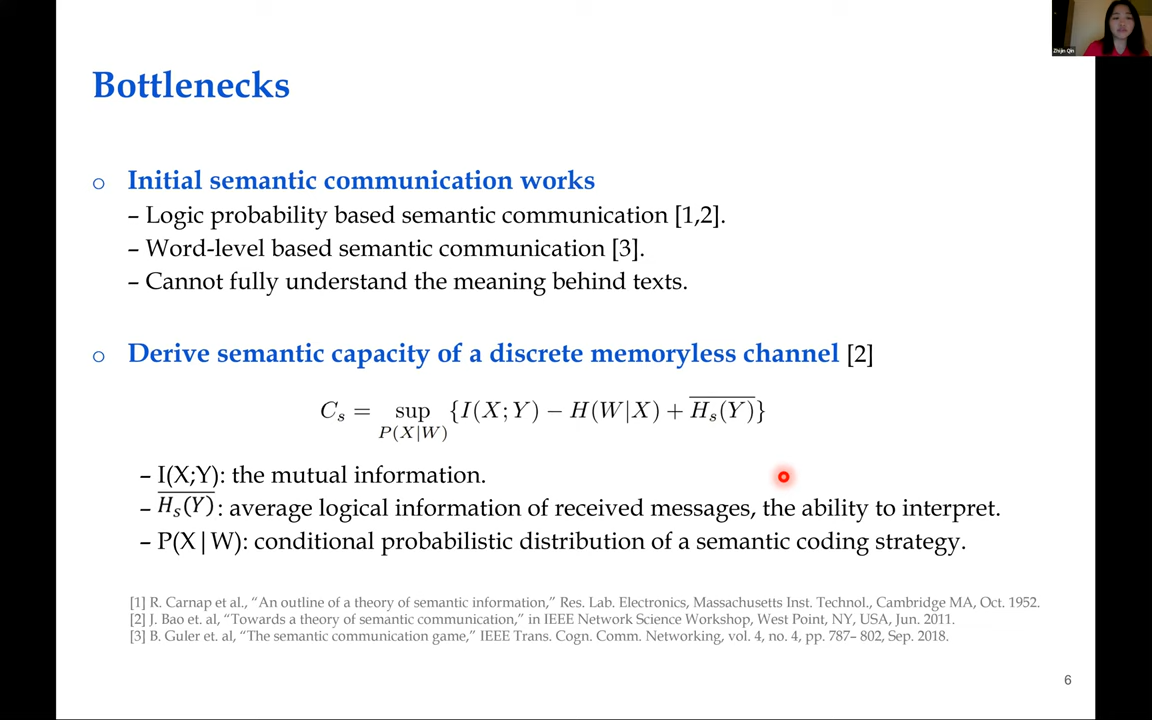 Zhijin Qin
Bottlenecks
o Initial semantic communication works
– Logic probability based semantic communication [1,2].
– Word-level based semantic communication [3].
– Cannot fully understand the meaning behind texts.
o Derive semantic capacity of a discrete memoryless channel [2]
$C_s = \sup_{P(X|W)} \{I(X;Y) - H(W|X) + \overline{H_s(Y)}\}$
– I(X;Y): the mutual information.
– $\overline{H_s(Y)}$ : average logical information of received messages, the ability to interpret.
– P(X|W): conditional probabilistic distribution of a semantic coding strategy.
[1] R. Carnap et al., “An outline of a theory of semantic information,” Res. Lab. Electronics, Massachusetts Inst. Technol., Cambridge MA, Oct. 1952.
[2] J. Bao et. al, “Towards a theory of semantic communication,” in IEEE Network Science Workshop, West Point, NY, USA, Jun. 2011.
[3] B. Guler et. al, “The semantic communication game,” IEEE Trans. Cogn. Comm. Networking, vol. 4, no. 4, pp. 787– 802, Sep. 2018.
6